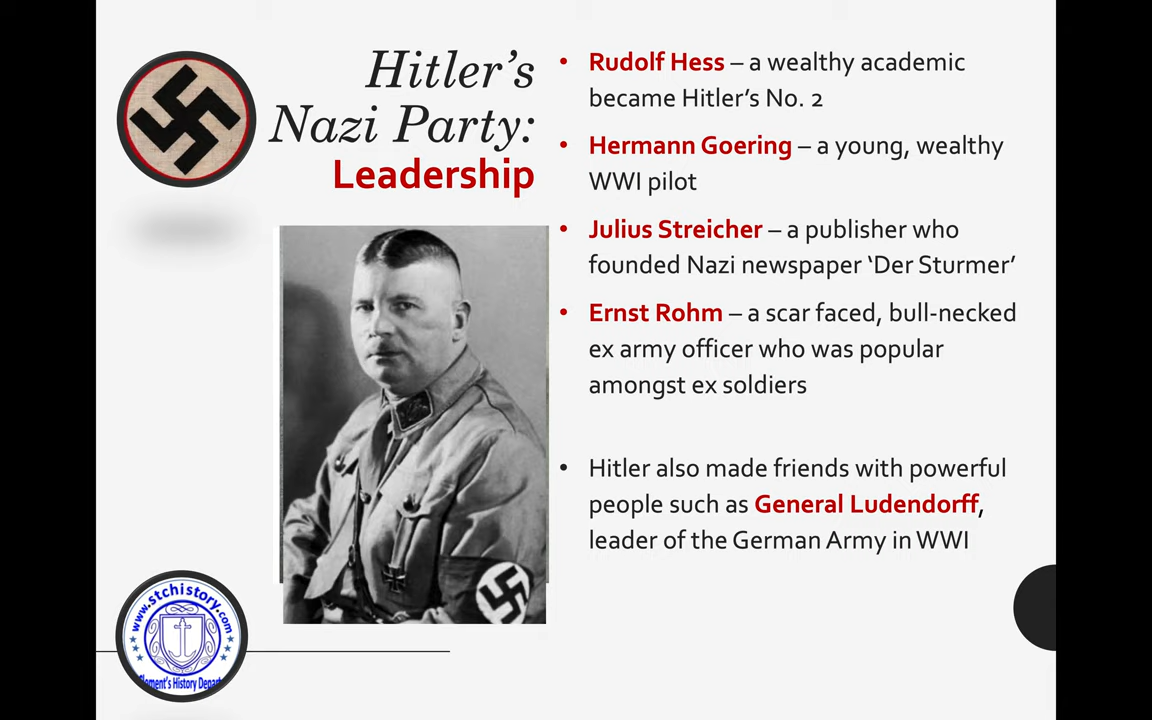 Hitler's
Nazi Party:
Leadership
• Rudolf Hess – a wealthy academic
became Hitler's No. 2
• Hermann Goering – a young, wealthy
WWI pilot
• Julius Streicher – a publisher who
founded Nazi newspaper 'Der Sturmer'
• Ernst Rohm – a scar faced, bull-necked
ex army officer who was popular
amongst ex soldiers
• Hitler also made friends with powerful
people such as General Ludendorff,
leader of the German Army in WWI
www.stchistory.com
History